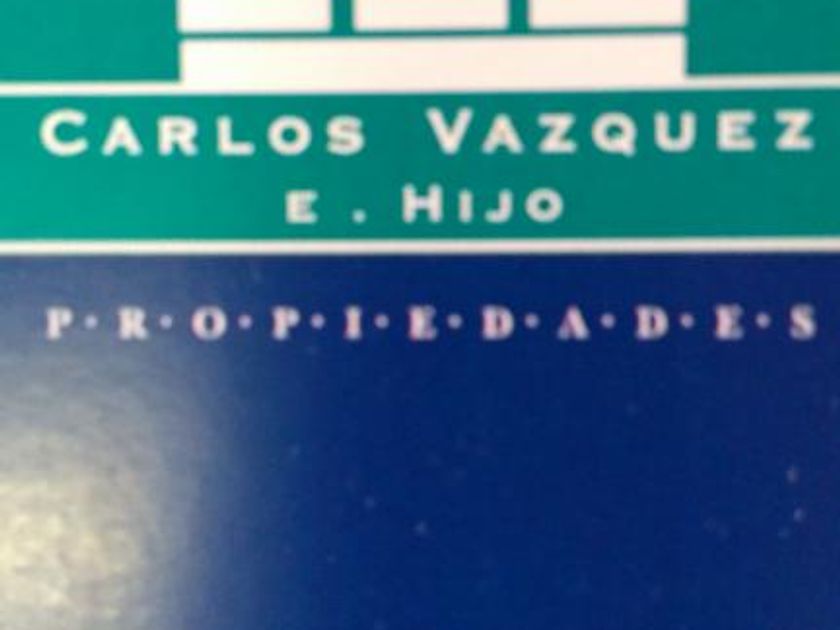 CARLOS VAZQUEZ
E . HIJO
P·R·O·P·I·E·D·A·D·E·S